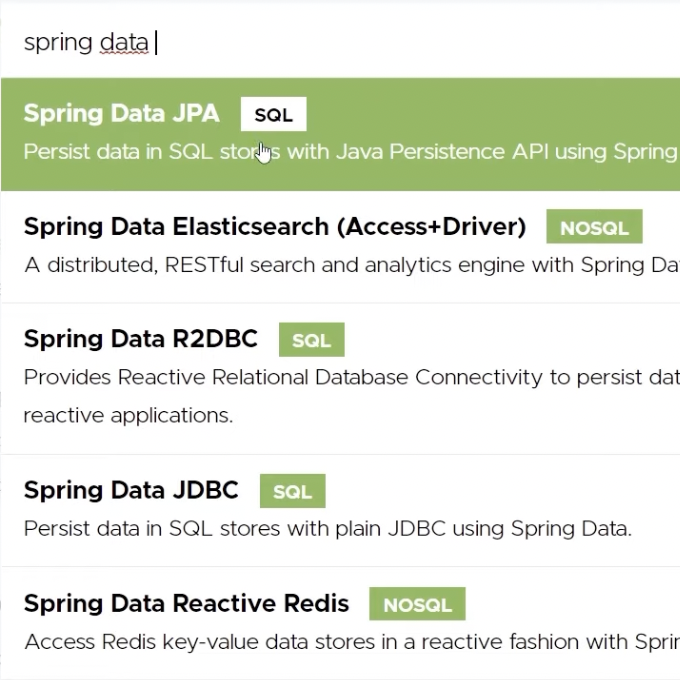 spring data
Spring Data JPA SQL
Persist data in SQL stores with Java Persistence API using Spring
Spring Data Elasticsearch (Access+Driver) NOSQL
A distributed, RESTful search and analytics engine with Spring Da
Spring Data R2DBC SQL
Provides Reactive Relational Database Connectivity to persist dat
reactive applications.
Spring Data JDBC SQL
Persist data in SQL stores with plain JDBC using Spring Data.
Spring Data Reactive Redis NOSQL
Access Redis key-value data stores in a reactive fashion with Sprin